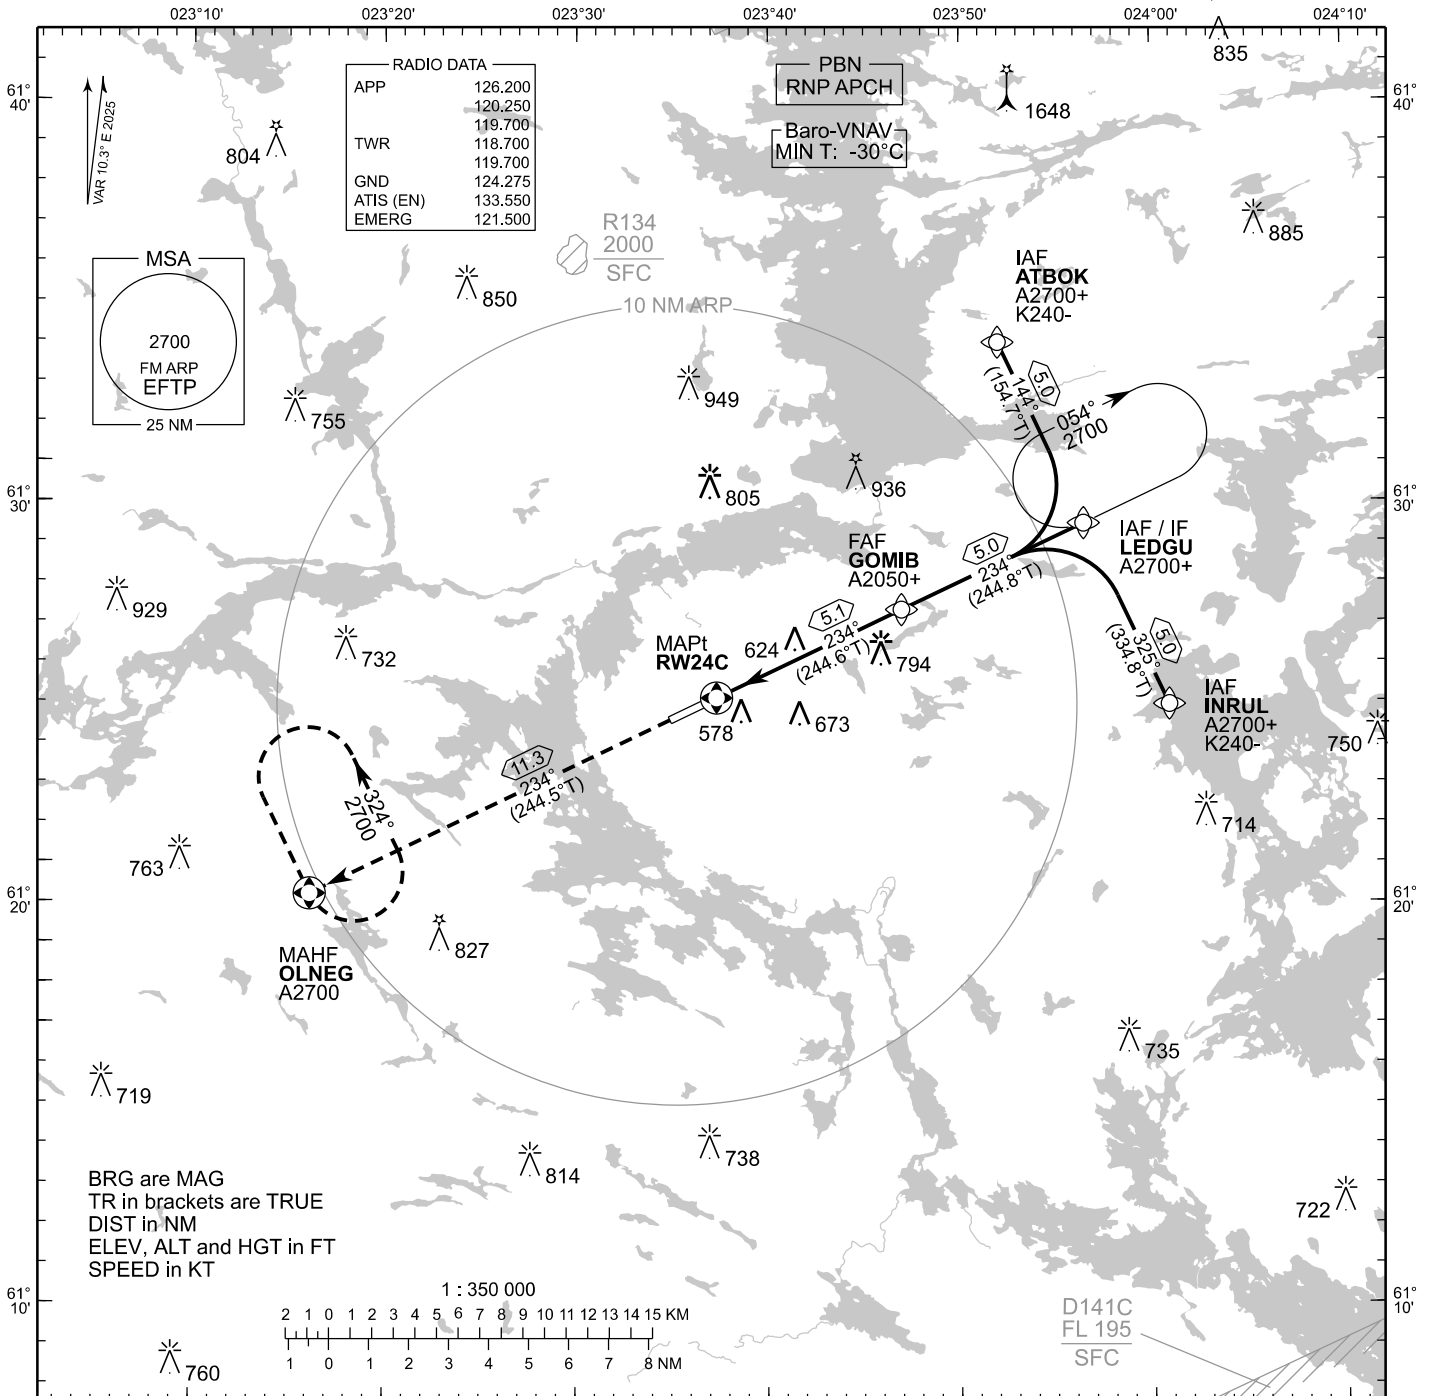 023°10'
023°20'
023°30'
023°40'
023°50'
024°00'
024°10'
835
61°
40'
61°
40'
VAR 10.3° E 2025
804
RADIO DATA
APP 126.200
120.250
119.700
TWR 118.700
119.700
GND 124.275
ATIS (EN) 133.550
EMERG 121.500
PBN
RNP APCH
Baro-VNAV
MIN T: -30°C
1648
885
R134
2000
SFC
MSA
2700
FM ARP
EFTP
25 NM
850
10 NM ARP
IAF
ATBOK
A2700+
K240-
5.0
144°
(154.7°T)
054°
2700
755
949
805
936
61°
30'
61°
30'
FAF
GOMIB
A2050+
5.0
234°
(244.8°T)
IAF / IF
LEDGU
A2700+
929
732
MAPt
RW24C
624
5.1
234°
(244.6°T)
794
5.0
325°
(334.8°T)
IAF
INRUL
A2700+
K240-
578
673
750
11.3
234°
(244.5°T)
324°
2700
714
763
61°
20'
61°
20'
MAHF
OLNEG
A2700
827
735
719
738
814
722
BRG are MAG
TR in brackets are TRUE
DIST in NM
ELEV, ALT and HGT in FT
SPEED in KT
1 : 350 000
2 1 0 1 2 3 4 5 6 7 8 9 10 11 12 13 14 15 KM
1 0 1 2 3 4 5 6 7 8 NM
61°
10'
61°
10'
D141C
FL 195
SFC
760